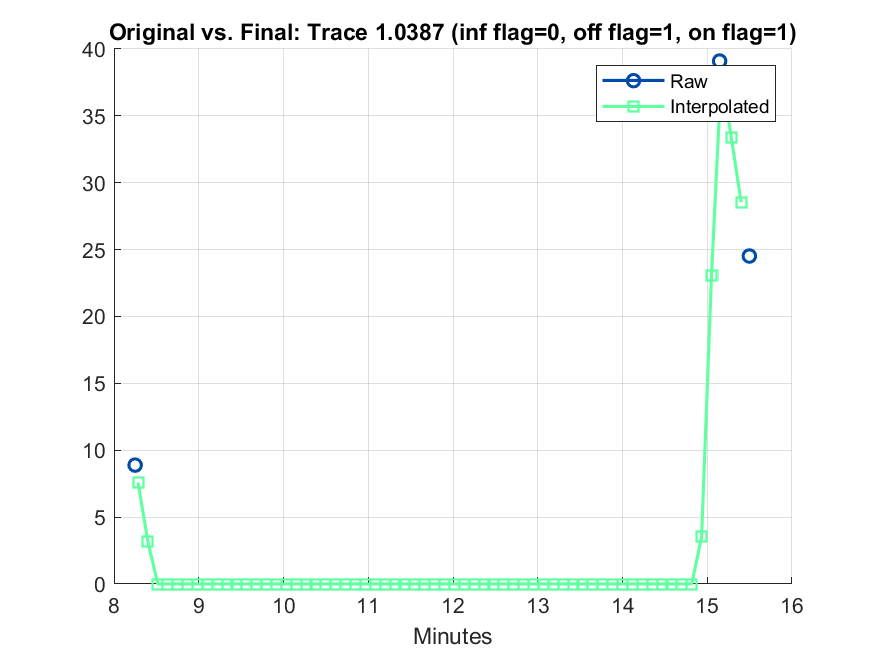 Original vs. Final: Trace 1.0387 (inf flag=0, off flag=1, on flag=1)
40
35
30
25
20
15
10
5
0
Raw
Interpolated
8 9 10 11 12 13 14 15 16
Minutes